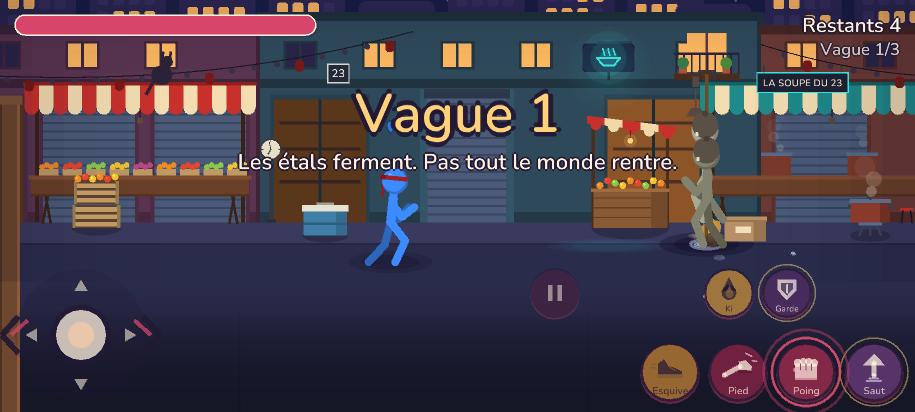 Restants 4
Vague 1/3
23
LA SOUPE DU 23
Vague 1
Les étals ferment. Pas tout le monde rentre.
Ki
Garde
Esquive
Pied
Poing
Saut